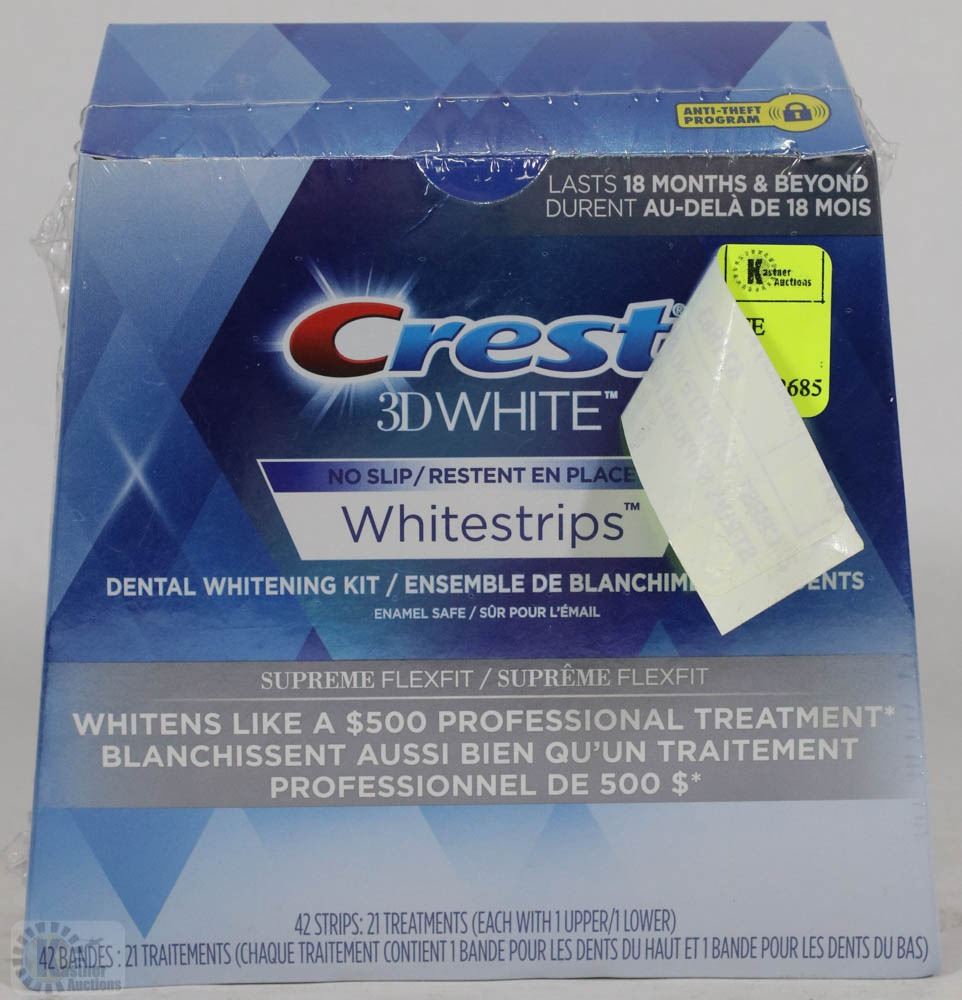 ANTI-THEFT
PROGRAM
LASTS 18 MONTHS & BEYOND
DURENT AU-DELÀ DE 18 MOIS
Kastner
Auctions
Crest®
3D WHITE™
685
NO SLIP/RESTENT EN PLACE
Whitestrips™
DENTAL WHITENING KIT / ENSEMBLE DE
ENAMEL SAFE / SÛR POUR L'ÉMAIL
SUPREME FLEXFIT / SUPRÊME FLEXFIT
WHITENS LIKE A $500 PROFESSIONAL TREATMENT*
BLANCHISSENT AUSSI BIEN QU'UN TRAITEMENT
PROFESSIONNEL DE 500 $*
42 STRIPS: 21 TREATMENTS (EACH WITH 1 UPPER/1 LOWER)
42 BANDES : 21 TRAITEMENTS (CHAQUE TRAITEMENT CONTIENT 1 BANDE POUR LES DENTS DU HAUT ET 1 BANDE POUR LES DENTS DU BAS)
Kastner
Auctions